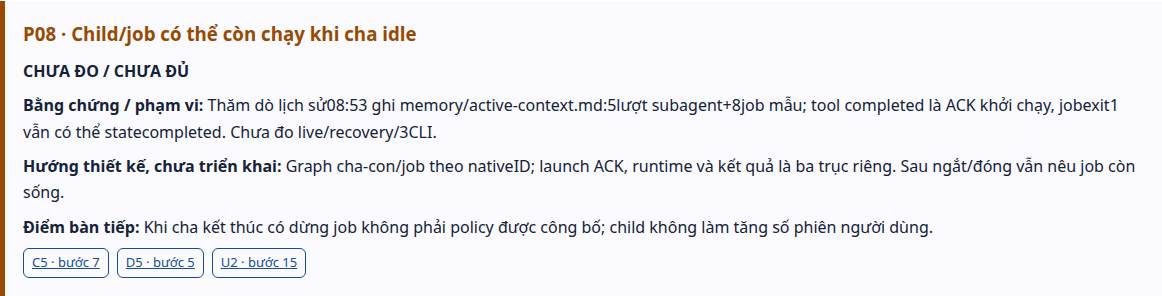 P08 · Child/job có thể còn chạy khi cha idle
CHƯA ĐO / CHƯA ĐỦ
Bằng chứng / phạm vi: Thăm dò lịch sử08:53 ghi memory/active-context.md:5lượt subagent+8job mẫu; tool completed là ACK khởi chạy, jobexit1
vẫn có thể statecompleted. Chưa đo live/recovery/3CLI.
Hướng thiết kế, chưa triển khai: Graph cha-con/job theo nativeID; launch ACK, runtime và kết quả là ba trục riêng. Sau ngắt/đóng vẫn nêu job còn
sống.
Điểm bàn tiếp: Khi cha kết thúc có dừng job không phải policy được công bố; child không làm tăng số phiên người dùng.
C5 · bước 7 D5 · bước 5 U2 · bước 15